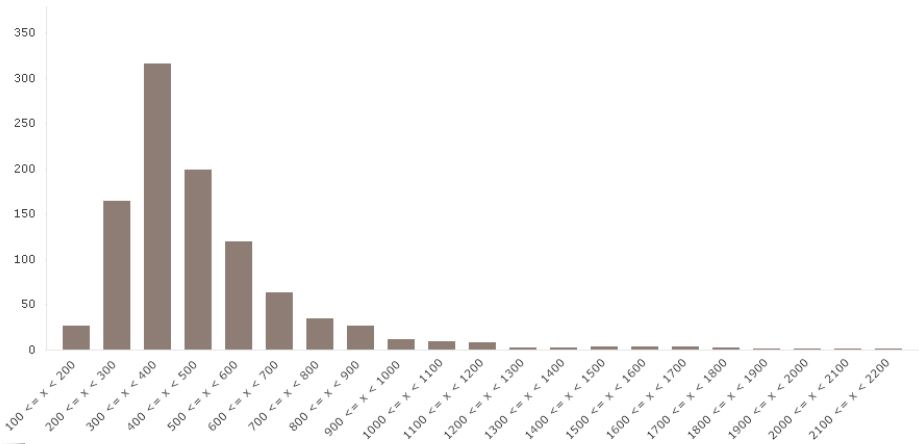 350
300
250
200
150
100
50
0
100 <= x < 200
200 <= x < 300
300 <= x < 400
400 <= x < 500
500 <= x < 600
600 <= x < 700
700 <= x < 800
800 <= x < 900
900 <= x < 1000
1000 <= x < 1100
1100 <= x < 1200
1200 <= x < 1300
1300 <= x < 1400
1400 <= x < 1500
1500 <= x < 1600
1600 <= x < 1700
1700 <= x < 1800
1800 <= x < 1900
1900 <= x < 2000
2000 <= x < 2100
2100 <= x < 2200